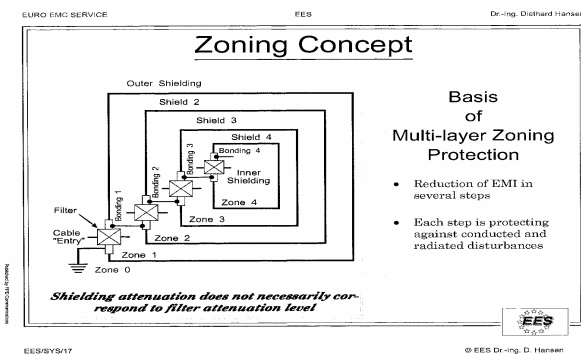 EURO EMC SERVICE EES Dr.-Ing. Diethard Hansen
Zoning Concept
Outer Shielding
Shield 2
Shield 3
Shield 4
Bonding 4
Bonding 3
Inner
Shielding
Bonding 2
Zone 4
Bonding 1
Filter
Zone 3
Cable
"Entry"
Zone 2
Zone 1
Zone 0
Shielding attenuation does not necessarily cor-
respond to filter attenuation level
Basis
of
Multi-layer Zoning
Protection
• Reduction of EMI in
several steps
• Each step is protecting
against conducted and
radiated disturbances
EES
EES/SYS/17 © EES Dr.-Ing. D. Hansen